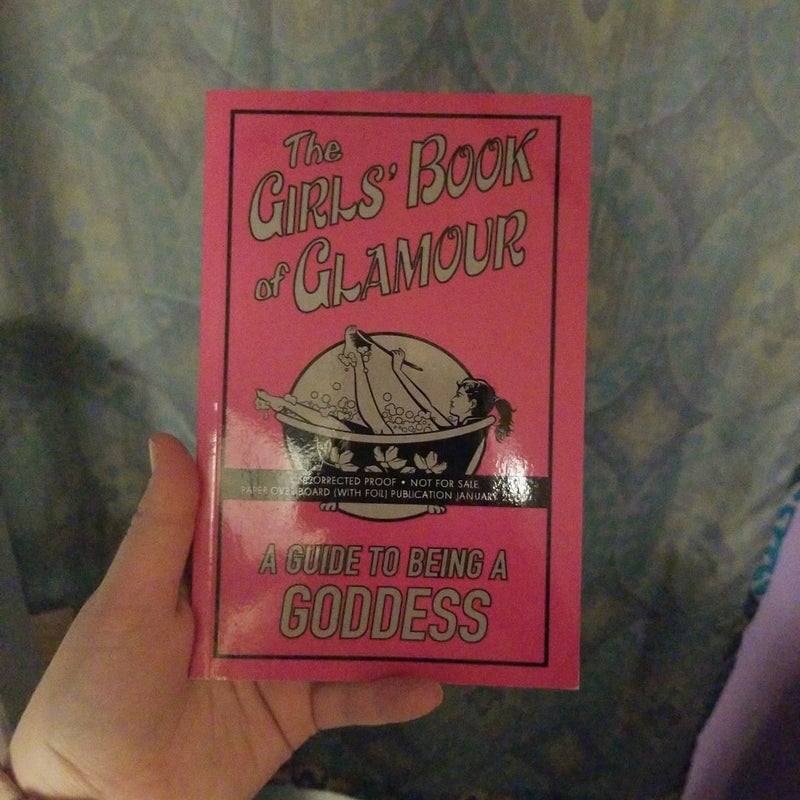 The
GIRLS' BOOK
of GLAMOUR
CORRECTED PROOF • NOT FOR SALE
PAPER OVER BOARD (WITH FOIL) PUBLICATION JANUARY
A GUIDE TO BEING A
GODDESS